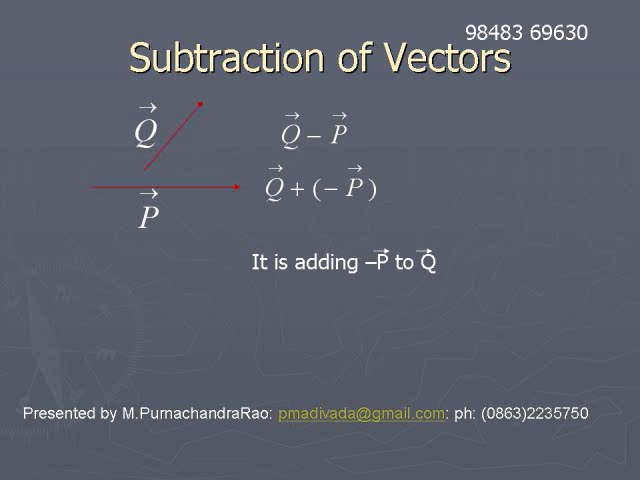 98483 69630
Subtraction of Vectors
Q⃗
Q⃗ – P⃗
Q⃗ + (– P⃗ )
P⃗
It is adding –P⃗ to Q⃗
Presented by M.PurnachandraRao: pmadivada@gmail.com: ph: (0863)2235750